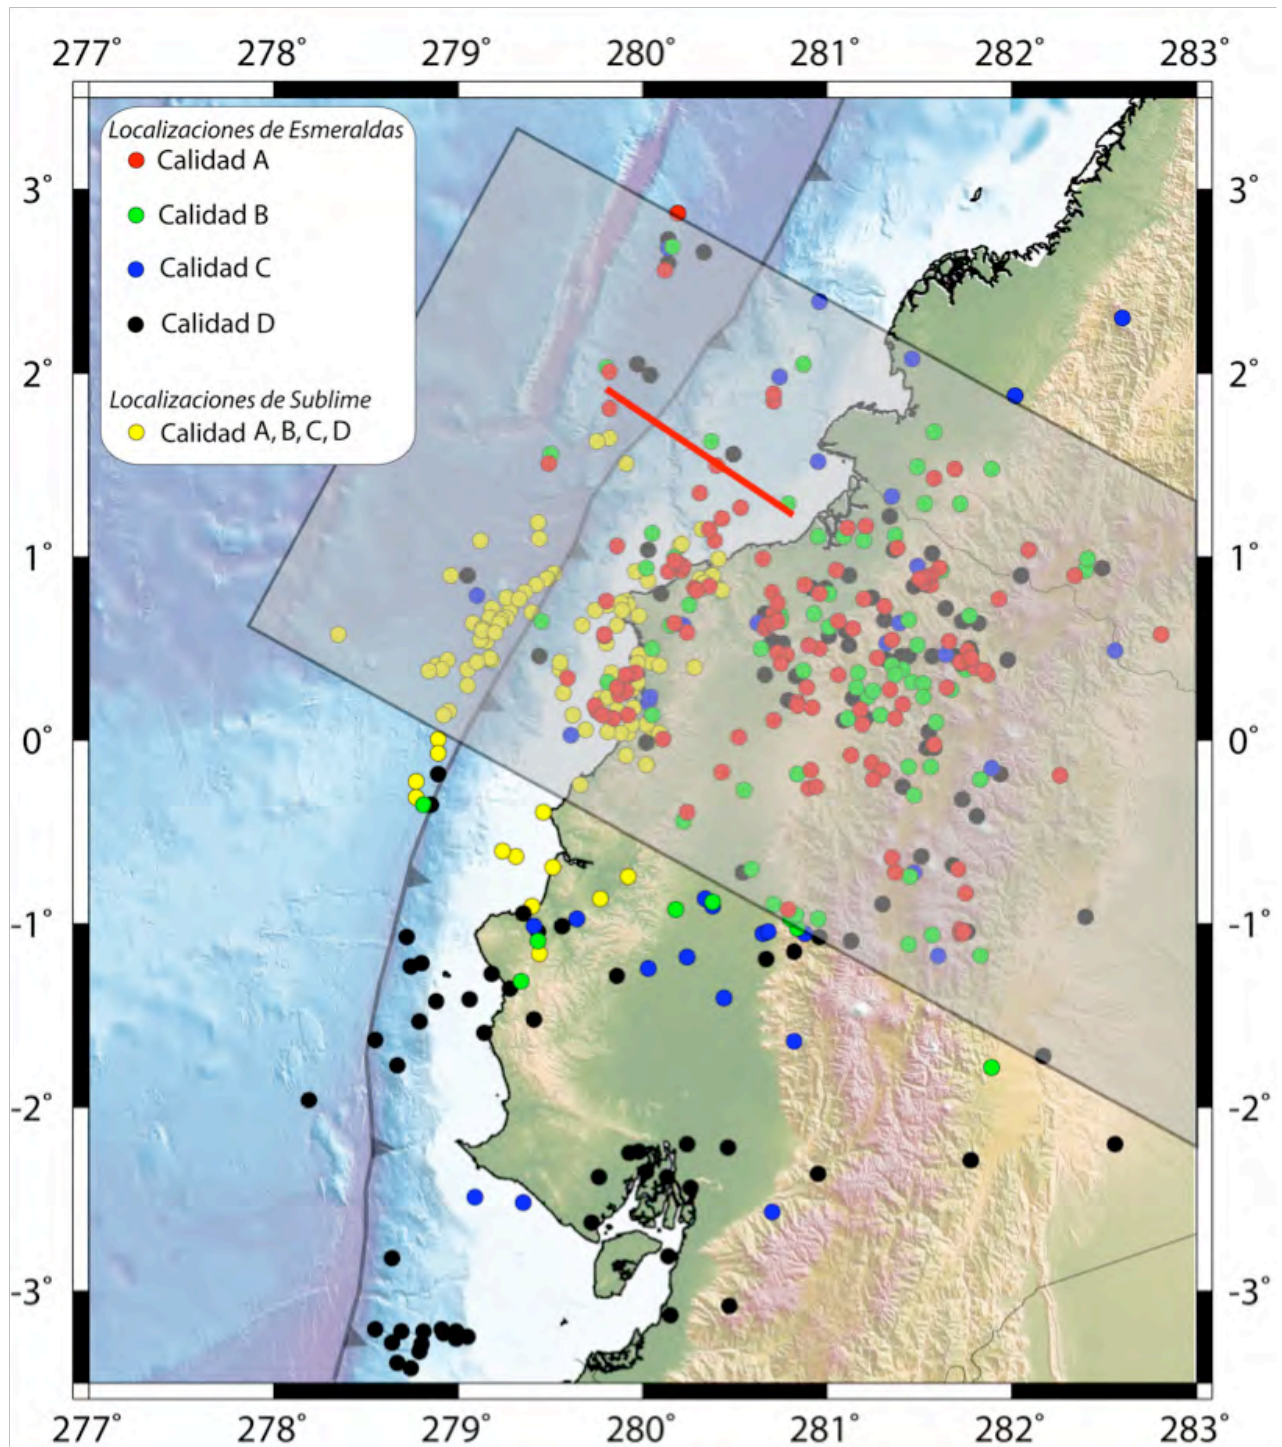 277° 278° 279° 280° 281° 282° 283°
Localizaciones de Esmeraldas
Calidad A
Calidad B
Calidad C
Calidad D
Localizaciones de Sublime
Calidad A, B, C, D
3° 3°
2° 2°
1° 1°
0° 0°
-1° -1°
-2° -2°
-3° -3°
277° 278° 279° 280° 281° 282° 283°